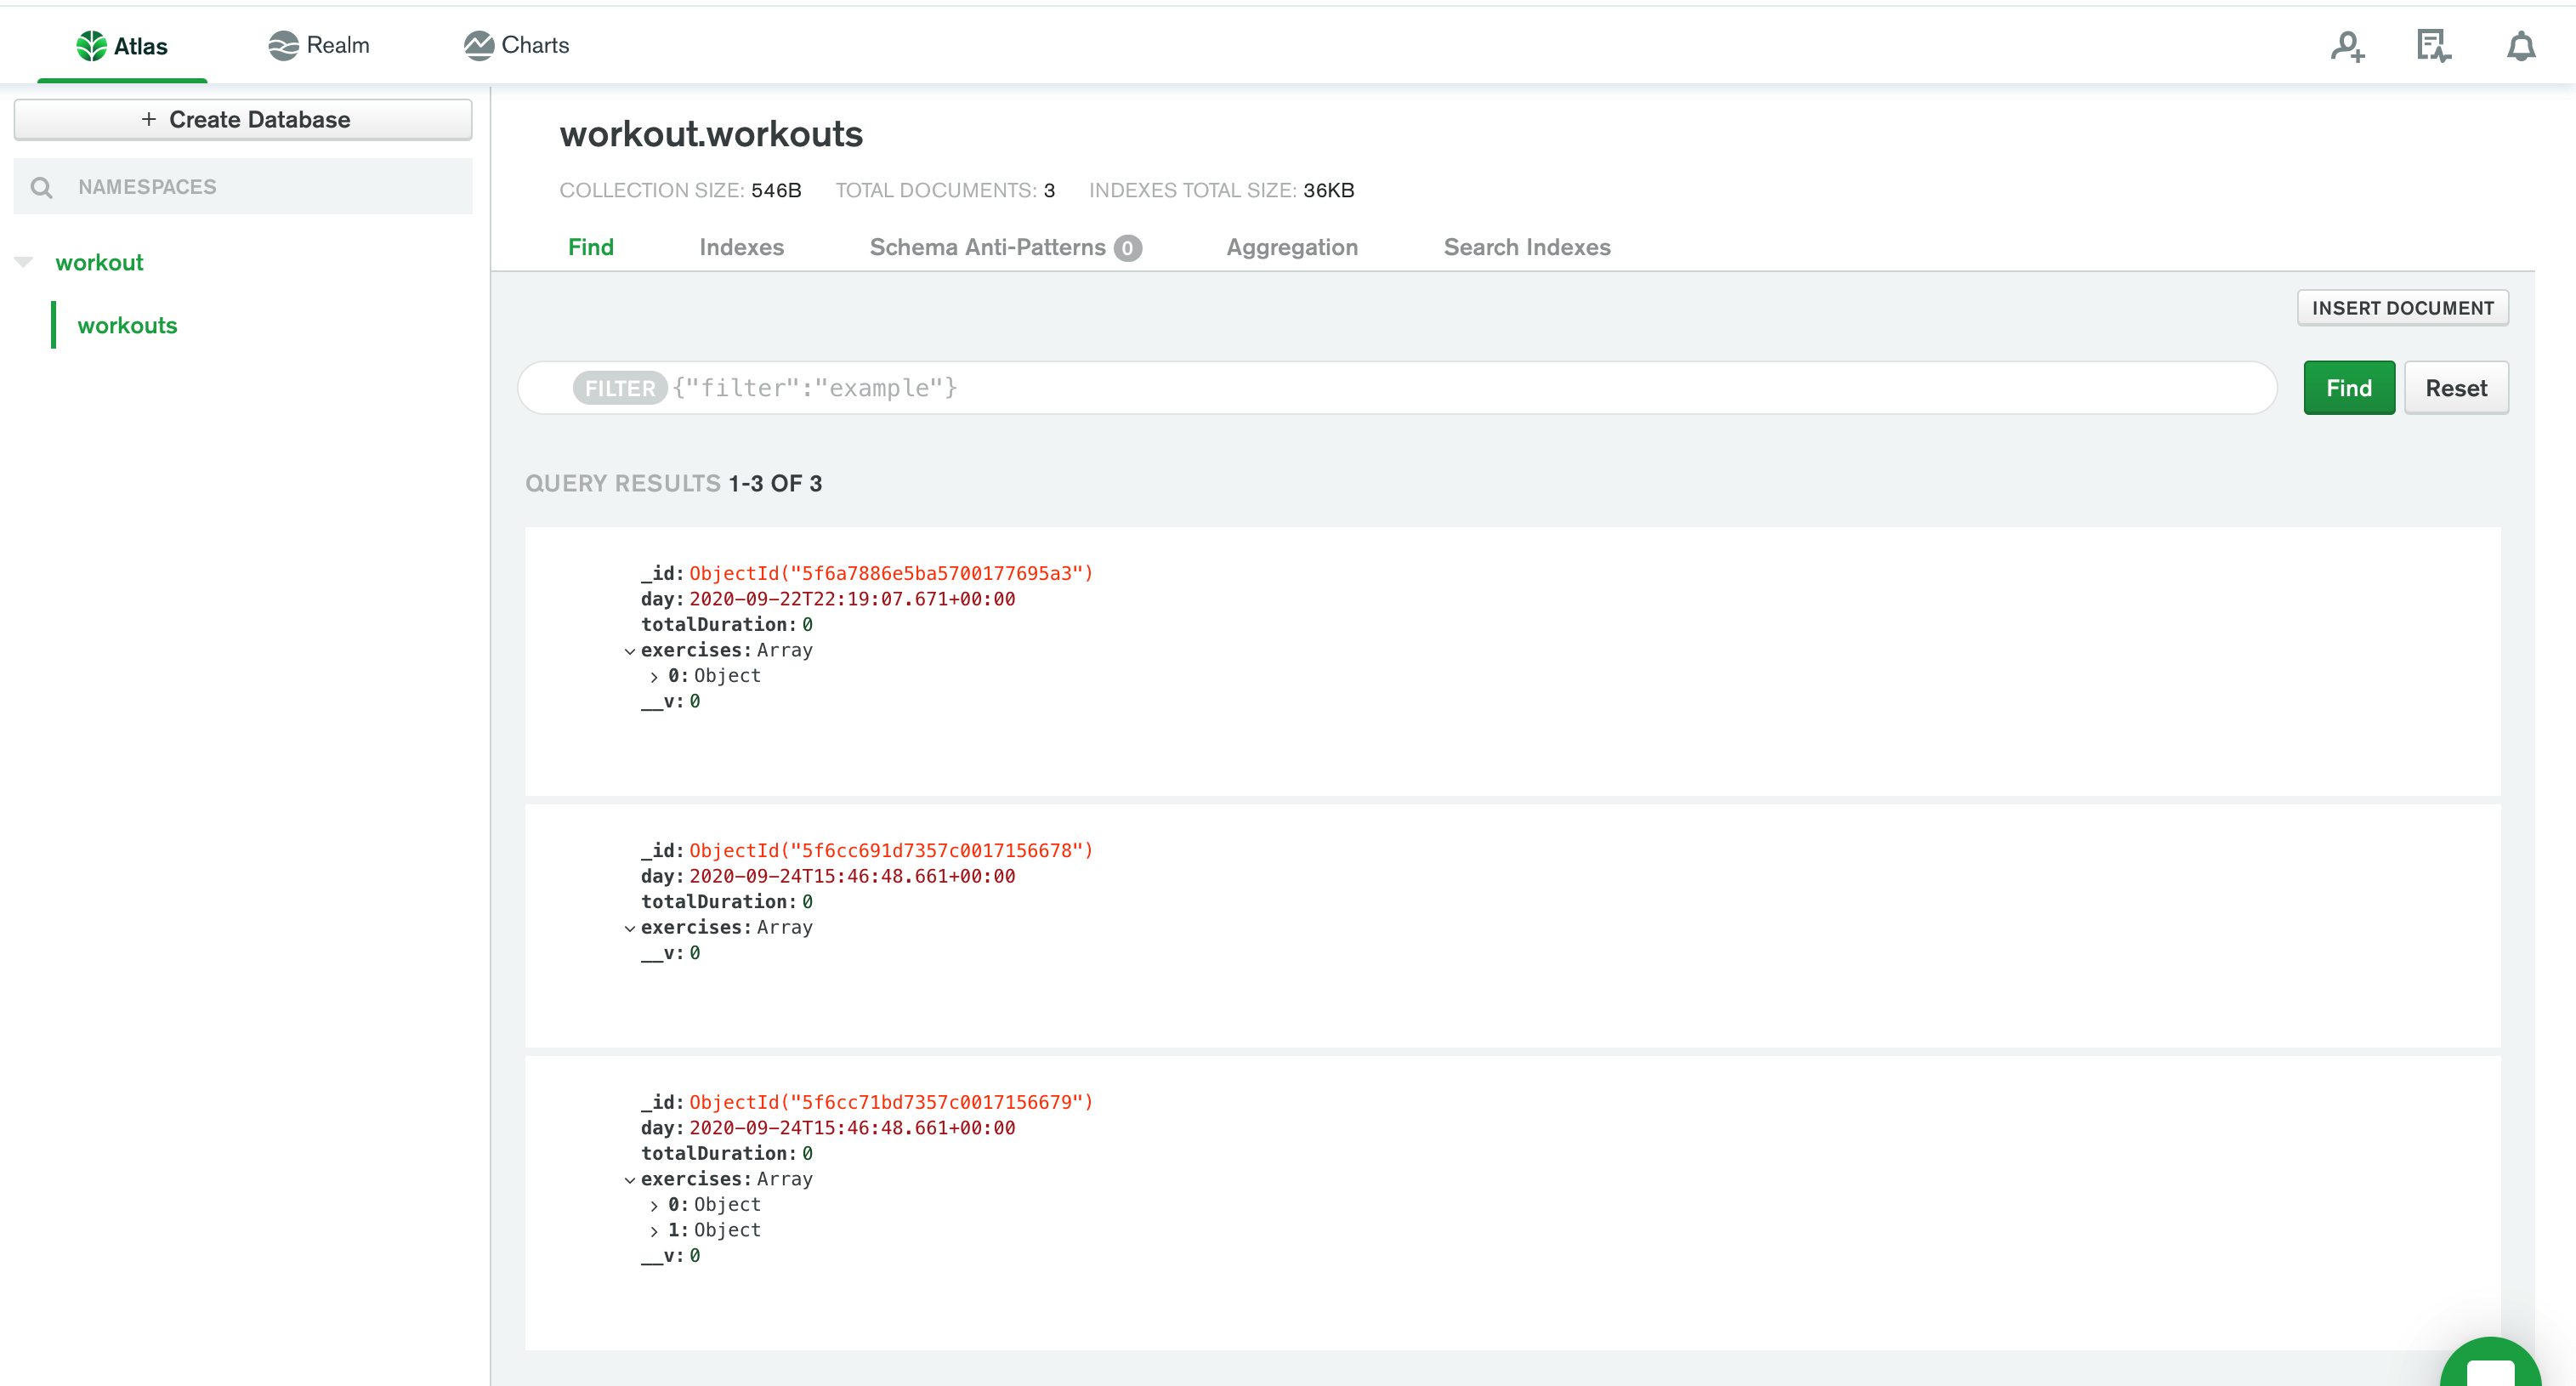 Atlas
Realm
Charts
+ Create Database
NAMESPACES
workout
workouts
workout.workouts
COLLECTION SIZE: 546B TOTAL DOCUMENTS: 3 INDEXES TOTAL SIZE: 36KB
Find Indexes Schema Anti-Patterns 0 Aggregation Search Indexes
INSERT DOCUMENT
FILTER {"filter":"example"}
Find
Reset
QUERY RESULTS 1-3 OF 3
_id: ObjectId("5f6a7886e5ba5700177695a3")
day: 2020-09-22T22:19:07.671+00:00
totalDuration: 0
exercises: Array
0: Object
__v: 0
_id: ObjectId("5f6cc691d7357c0017156678")
day: 2020-09-24T15:46:48.661+00:00
totalDuration: 0
exercises: Array
__v: 0
_id: ObjectId("5f6cc71bd7357c0017156679")
day: 2020-09-24T15:46:48.661+00:00
totalDuration: 0
exercises: Array
0: Object
1: Object
__v: 0